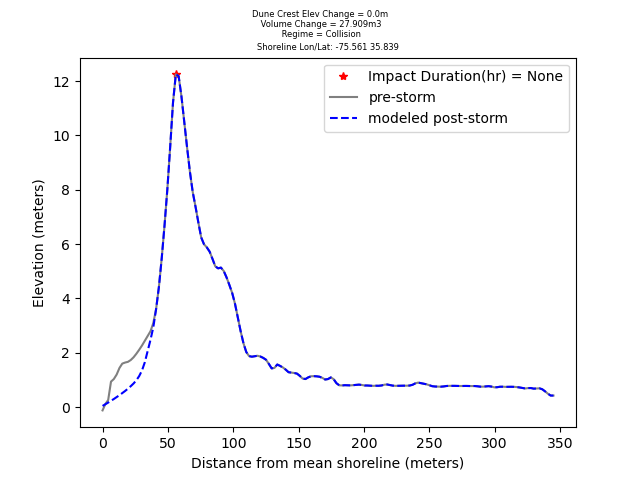 Dune Crest Elev Change = 0.0m
Volume Change = 27.909m3
Regime = Collision
Shoreline Lon/Lat: -75.561 35.839
Impact Duration(hr) = None
pre-storm
modeled post-storm
12
10
8
6
4
2
0
Elevation (meters)
0 50 100 150 200 250 300 350
Distance from mean shoreline (meters)